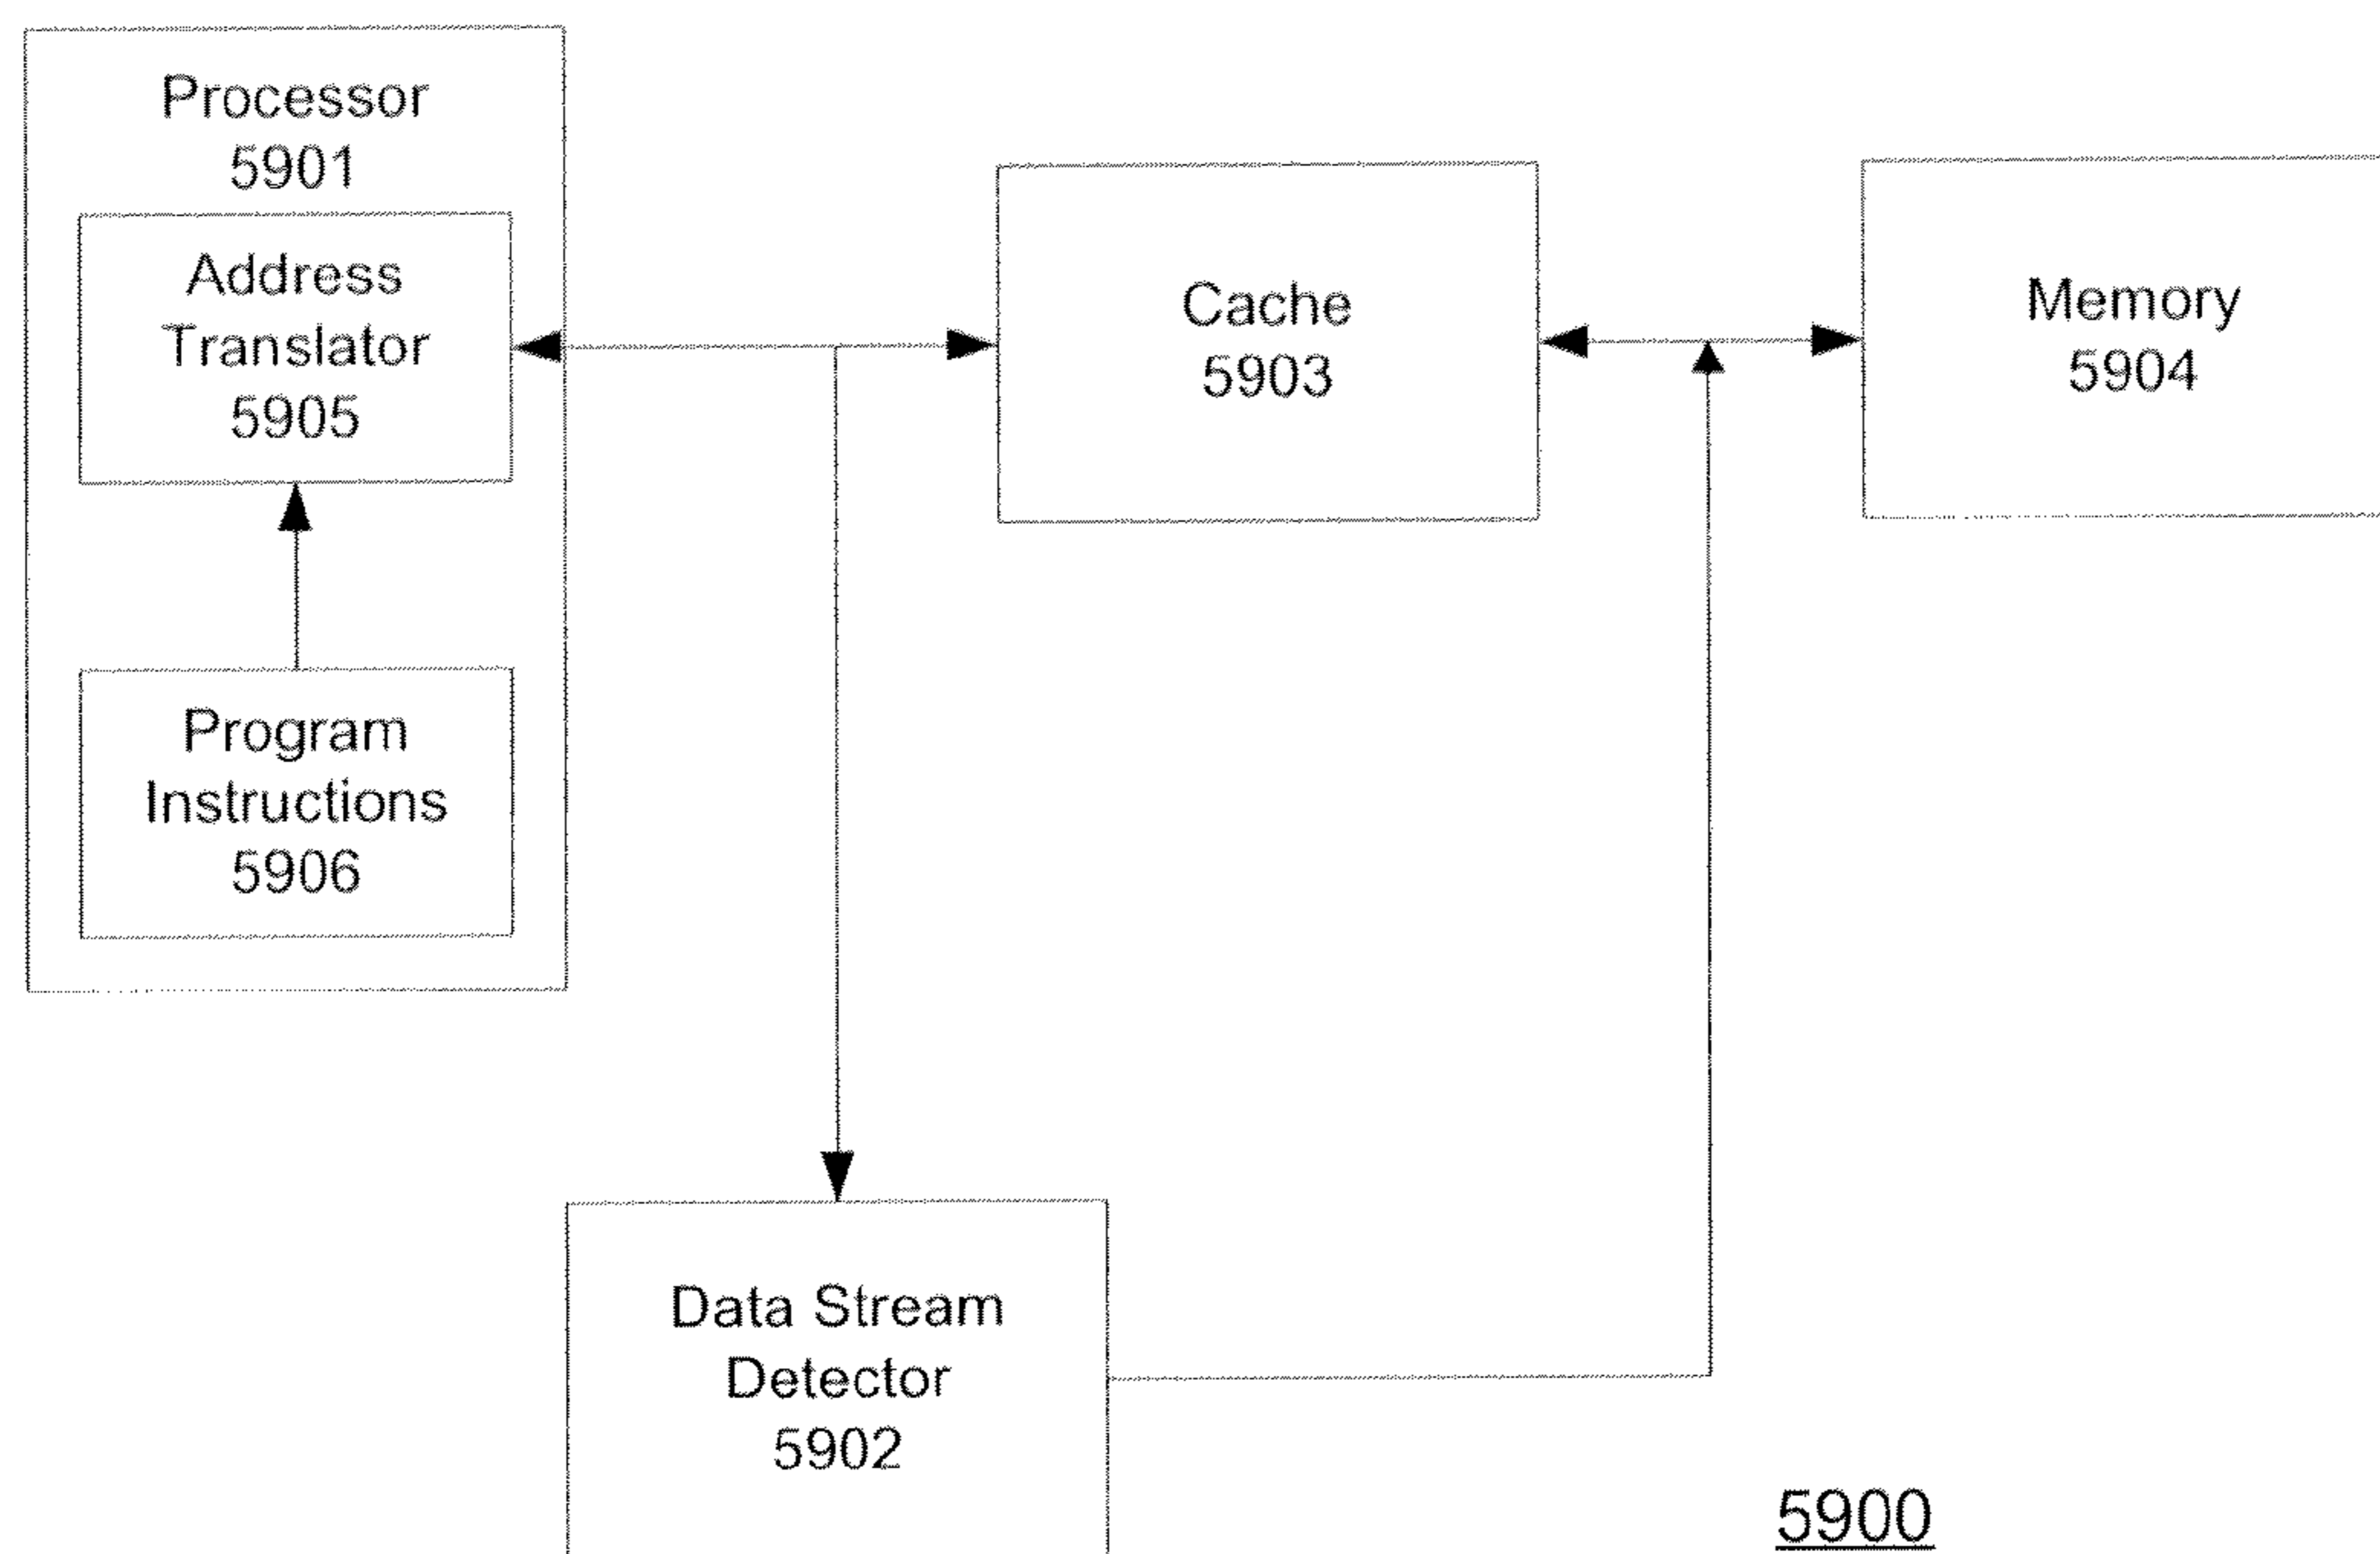 Processor
5901
Address
Translator
5905
Program
Instructions
5906
Cache
5903
Memory
5904
Data Stream
Detector
5902
5900